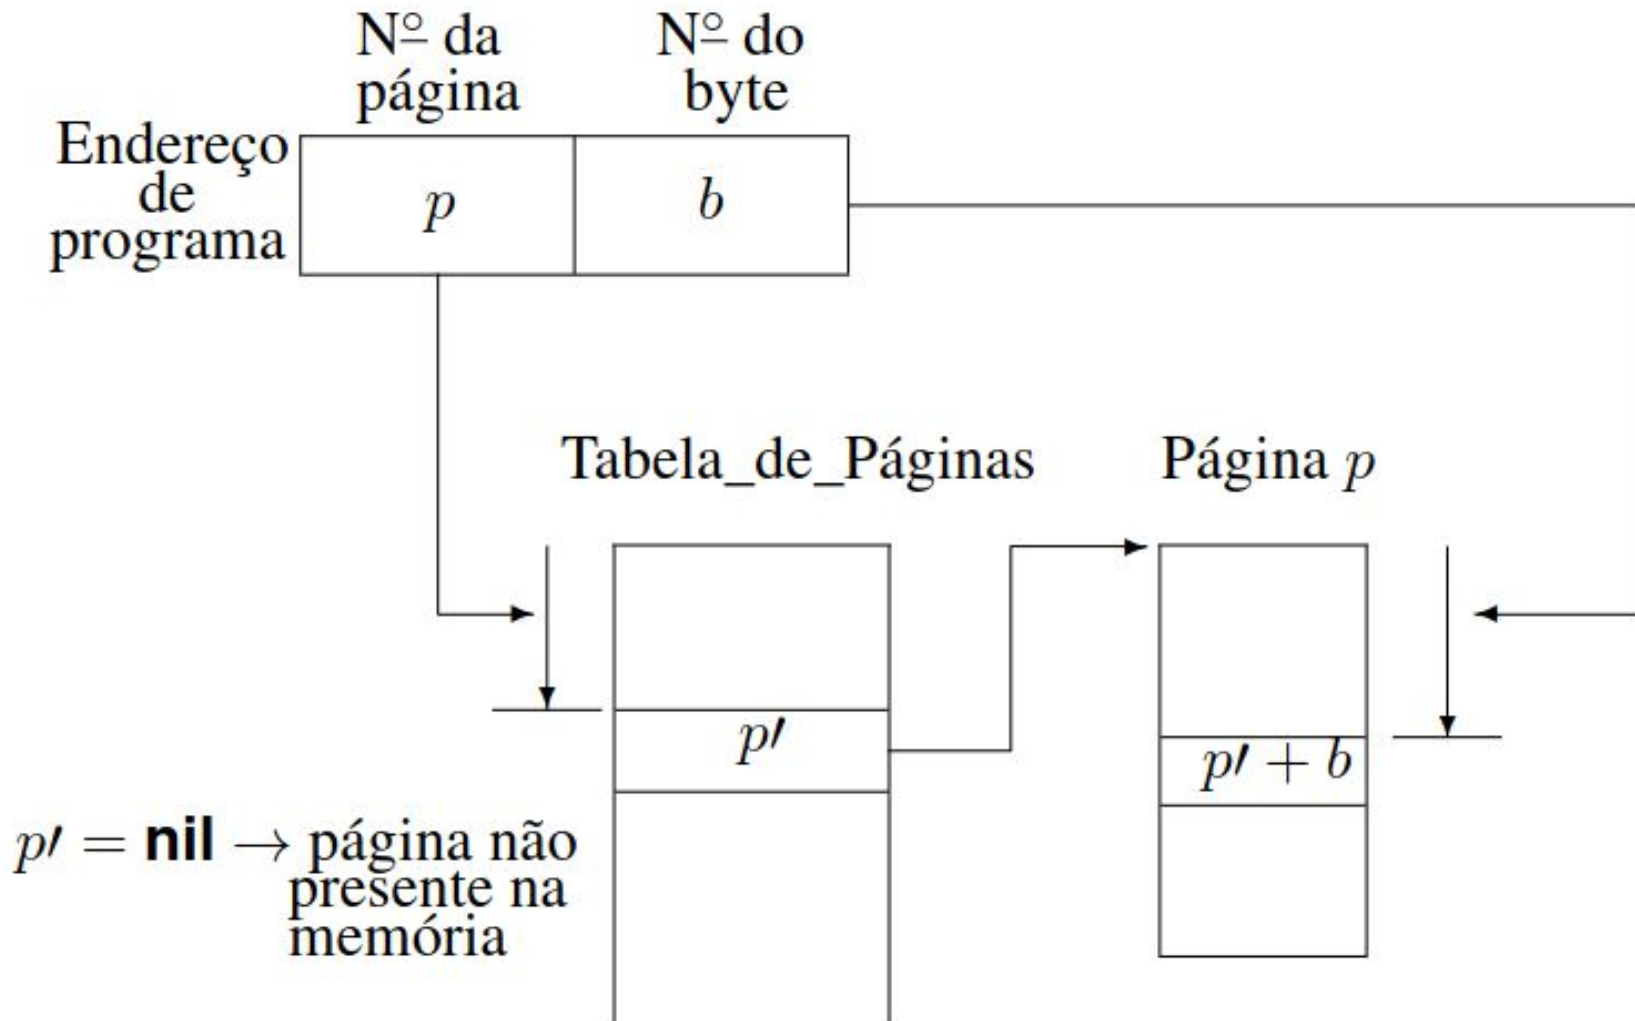 Nº da
página
Nº do
byte
Endereço
de
programa
p
b
Tabela_de_Páginas
Página p
p′
p′ + b
p′ = nil → página não
presente na
memória